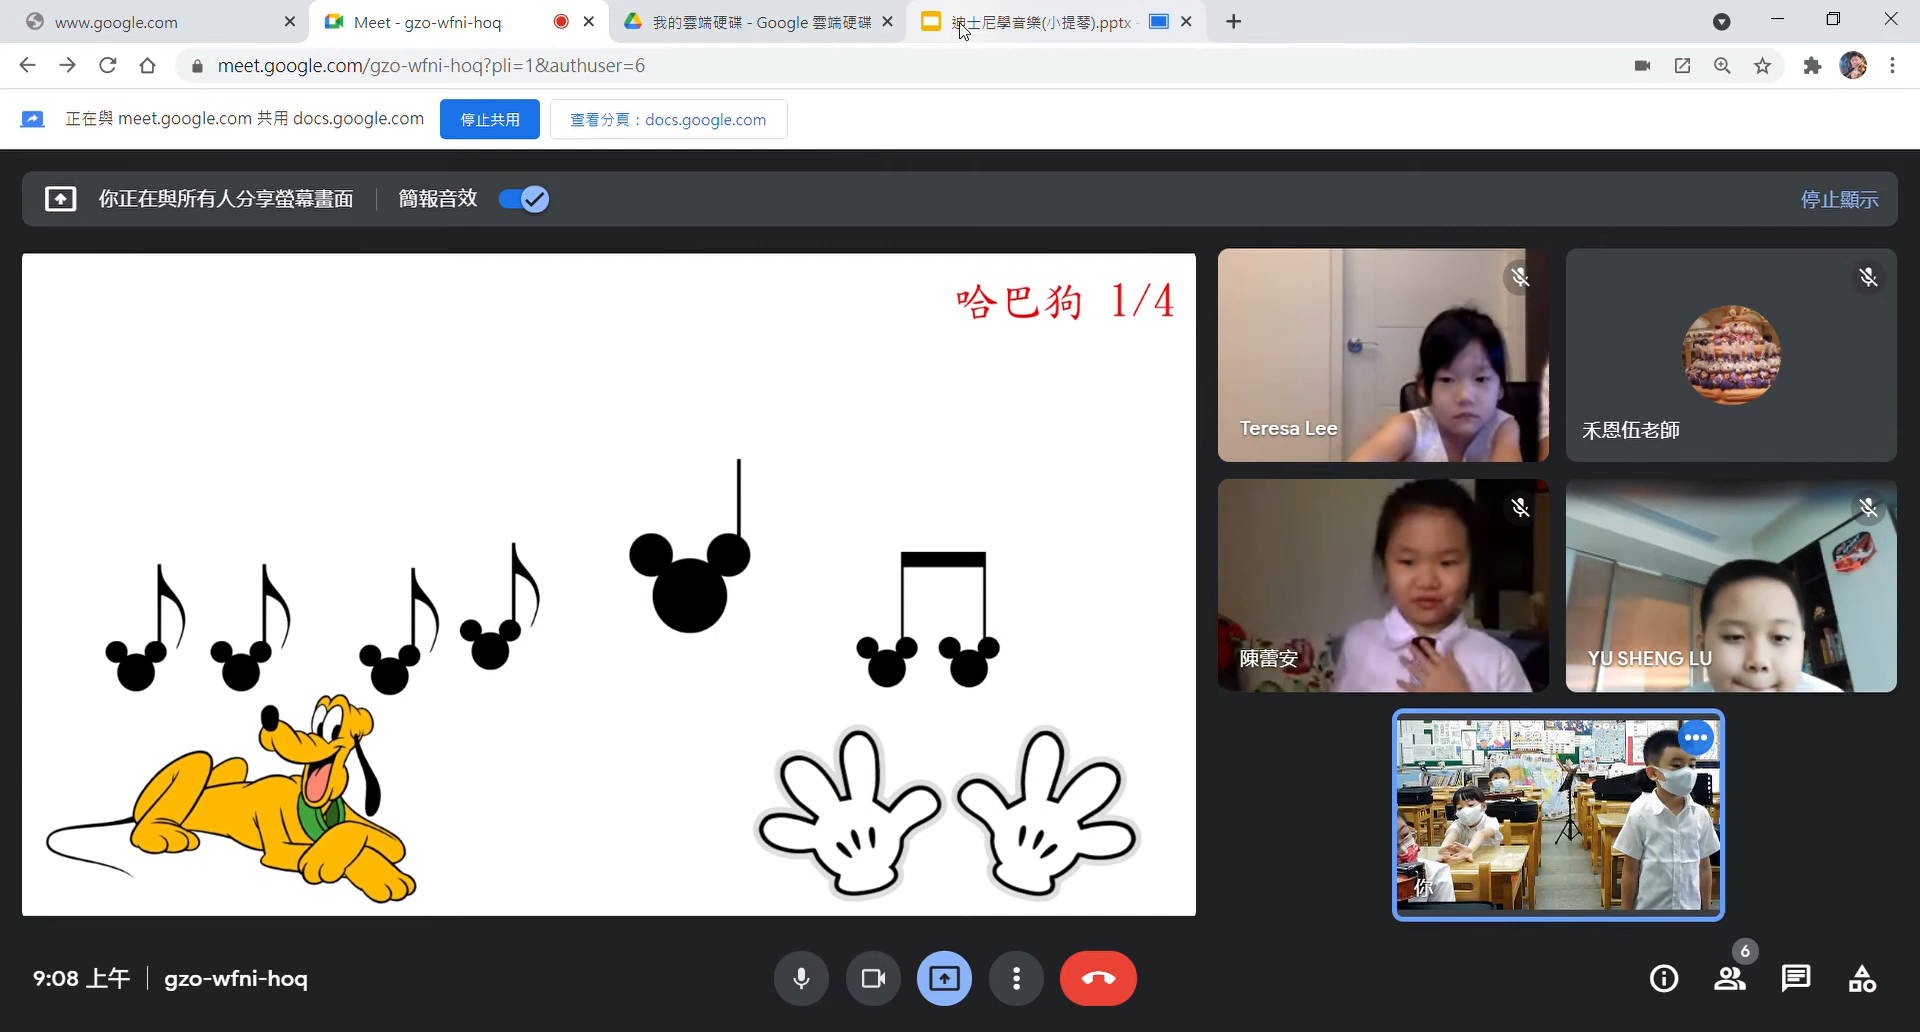 www.google.com
Meet - gzo-wfni-hoq
我的雲端硬碟 - Google 雲端硬碟
迪士尼學音樂(小提琴).pptx -
meet.google.com/gzo-wfni-hoq?pli=1&authuser=6
正在與 meet.google.com 共用 docs.google.com
停止共用
查看分頁：docs.google.com
你正在與所有人分享螢幕畫面
簡報音效
停止顯示
哈巴狗 1/4
Teresa Lee
禾恩伍老師
陳蕾安
YU SHENG LU
你
9:08 上午
gzo-wfni-hoq
6